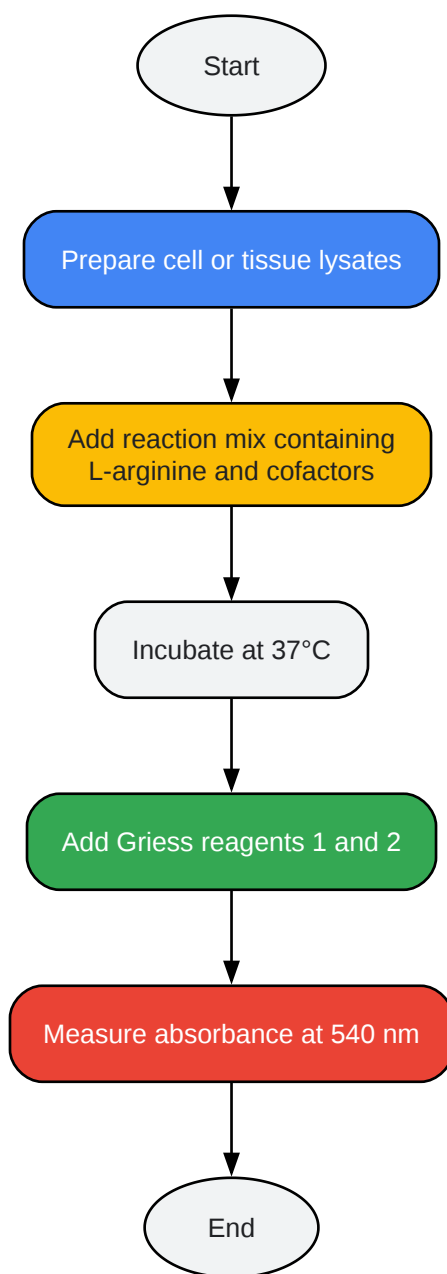 Start
Prepare cell or tissue lysates
Add reaction mix containing
L-arginine and cofactors
Incubate at 37°C
Add Griess reagents 1 and 2
Measure absorbance at 540 nm
End